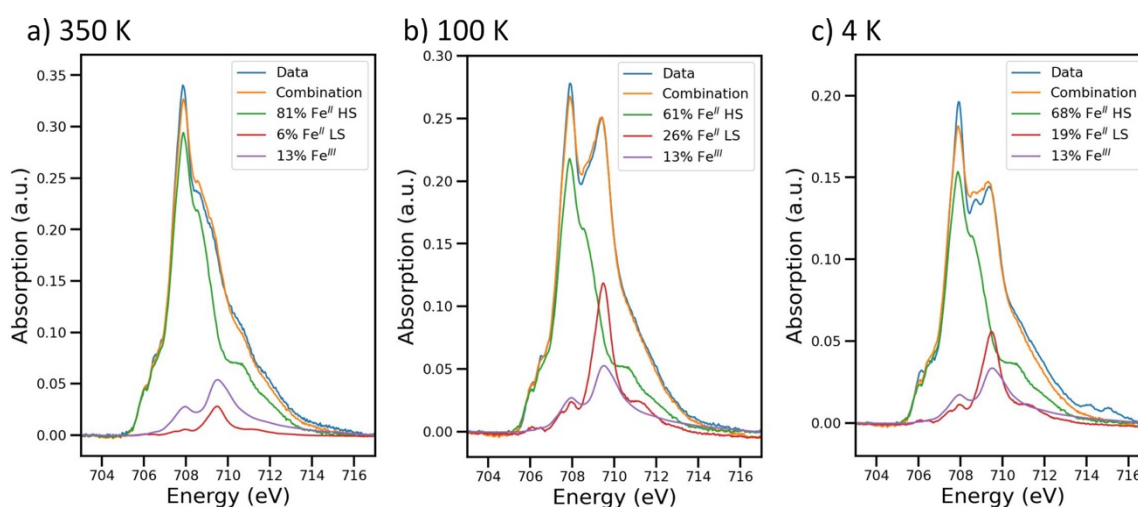 a) 350 K
Absorption (a.u.)
0.35
0.30
0.25
0.20
0.15
0.10
0.05
0.00
Data
Combination
81% Fe^II HS
6% Fe^II LS
13% Fe^III
704 706 708 710 712 714 716
Energy (eV)
b) 100 K
Absorption (a.u.)
0.30
0.25
0.20
0.15
0.10
0.05
0.00
Data
Combination
61% Fe^II HS
26% Fe^II LS
13% Fe^III
704 706 708 710 712 714 716
Energy (eV)
c) 4 K
Absorption (a.u.)
0.20
0.15
0.10
0.05
0.00
Data
Combination
68% Fe^II HS
19% Fe^II LS
13% Fe^III
704 706 708 710 712 714 716
Energy (eV)